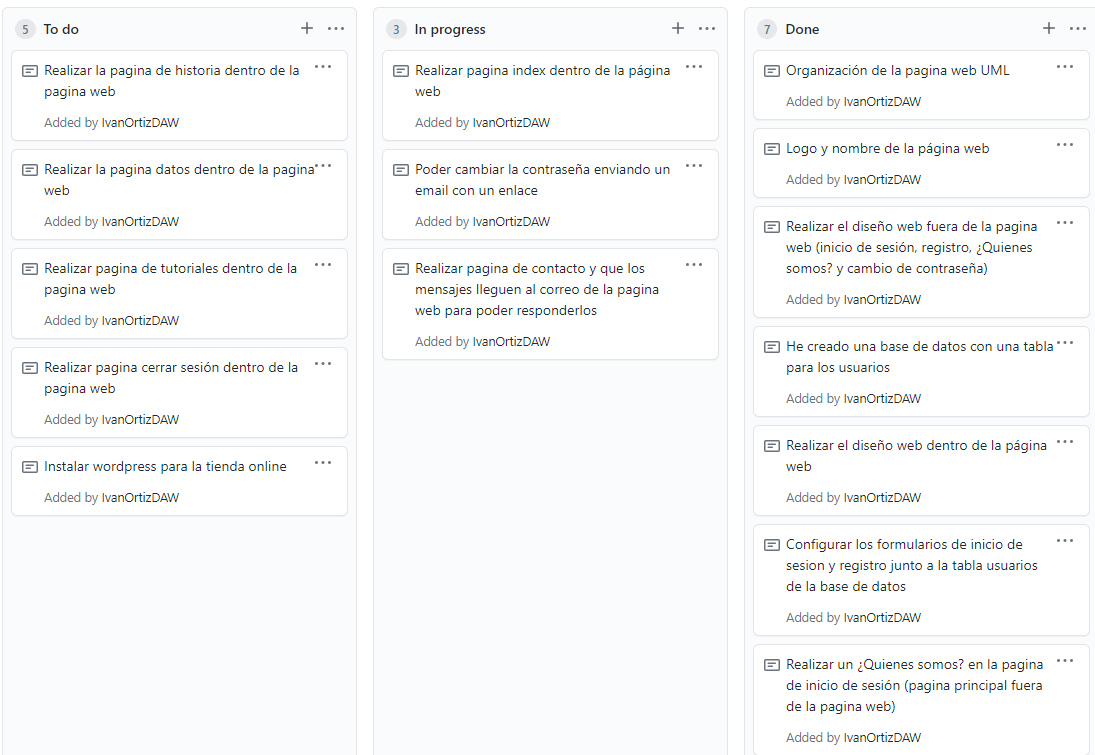 5 To do
Realizar la pagina de historia dentro de la
pagina web
Added by IvanOrtizDAW
Realizar la pagina datos dentro de la pagina
web
Added by IvanOrtizDAW
Realizar pagina de tutoriales dentro de la
pagina web
Added by IvanOrtizDAW
Realizar pagina cerrar sesión dentro de la
pagina web
Added by IvanOrtizDAW
Instalar wordpress para la tienda online
Added by IvanOrtizDAW
3 In progress
Realizar pagina index dentro de la página
web
Added by IvanOrtizDAW
Poder cambiar la contraseña enviando un
email con un enlace
Added by IvanOrtizDAW
Realizar pagina de contacto y que los
mensajes lleguen al correo de la pagina
web para poder responderlos
Added by IvanOrtizDAW
7 Done
Organización de la pagina web UML
Added by IvanOrtizDAW
Logo y nombre de la página web
Added by IvanOrtizDAW
Realizar el diseño web fuera de la pagina
web (inicio de sesión, registro, ¿Quienes
somos? y cambio de contraseña)
Added by IvanOrtizDAW
He creado una base de datos con una tabla
para los usuarios
Added by IvanOrtizDAW
Realizar el diseño web dentro de la página
web
Added by IvanOrtizDAW
Configurar los formularios de inicio de
sesion y registro junto a la tabla usuarios
de la base de datos
Added by IvanOrtizDAW
Realizar un ¿Quienes somos? en la pagina
de inicio de sesión (pagina principal fuera
de la pagina web)
Added by IvanOrtizDAW